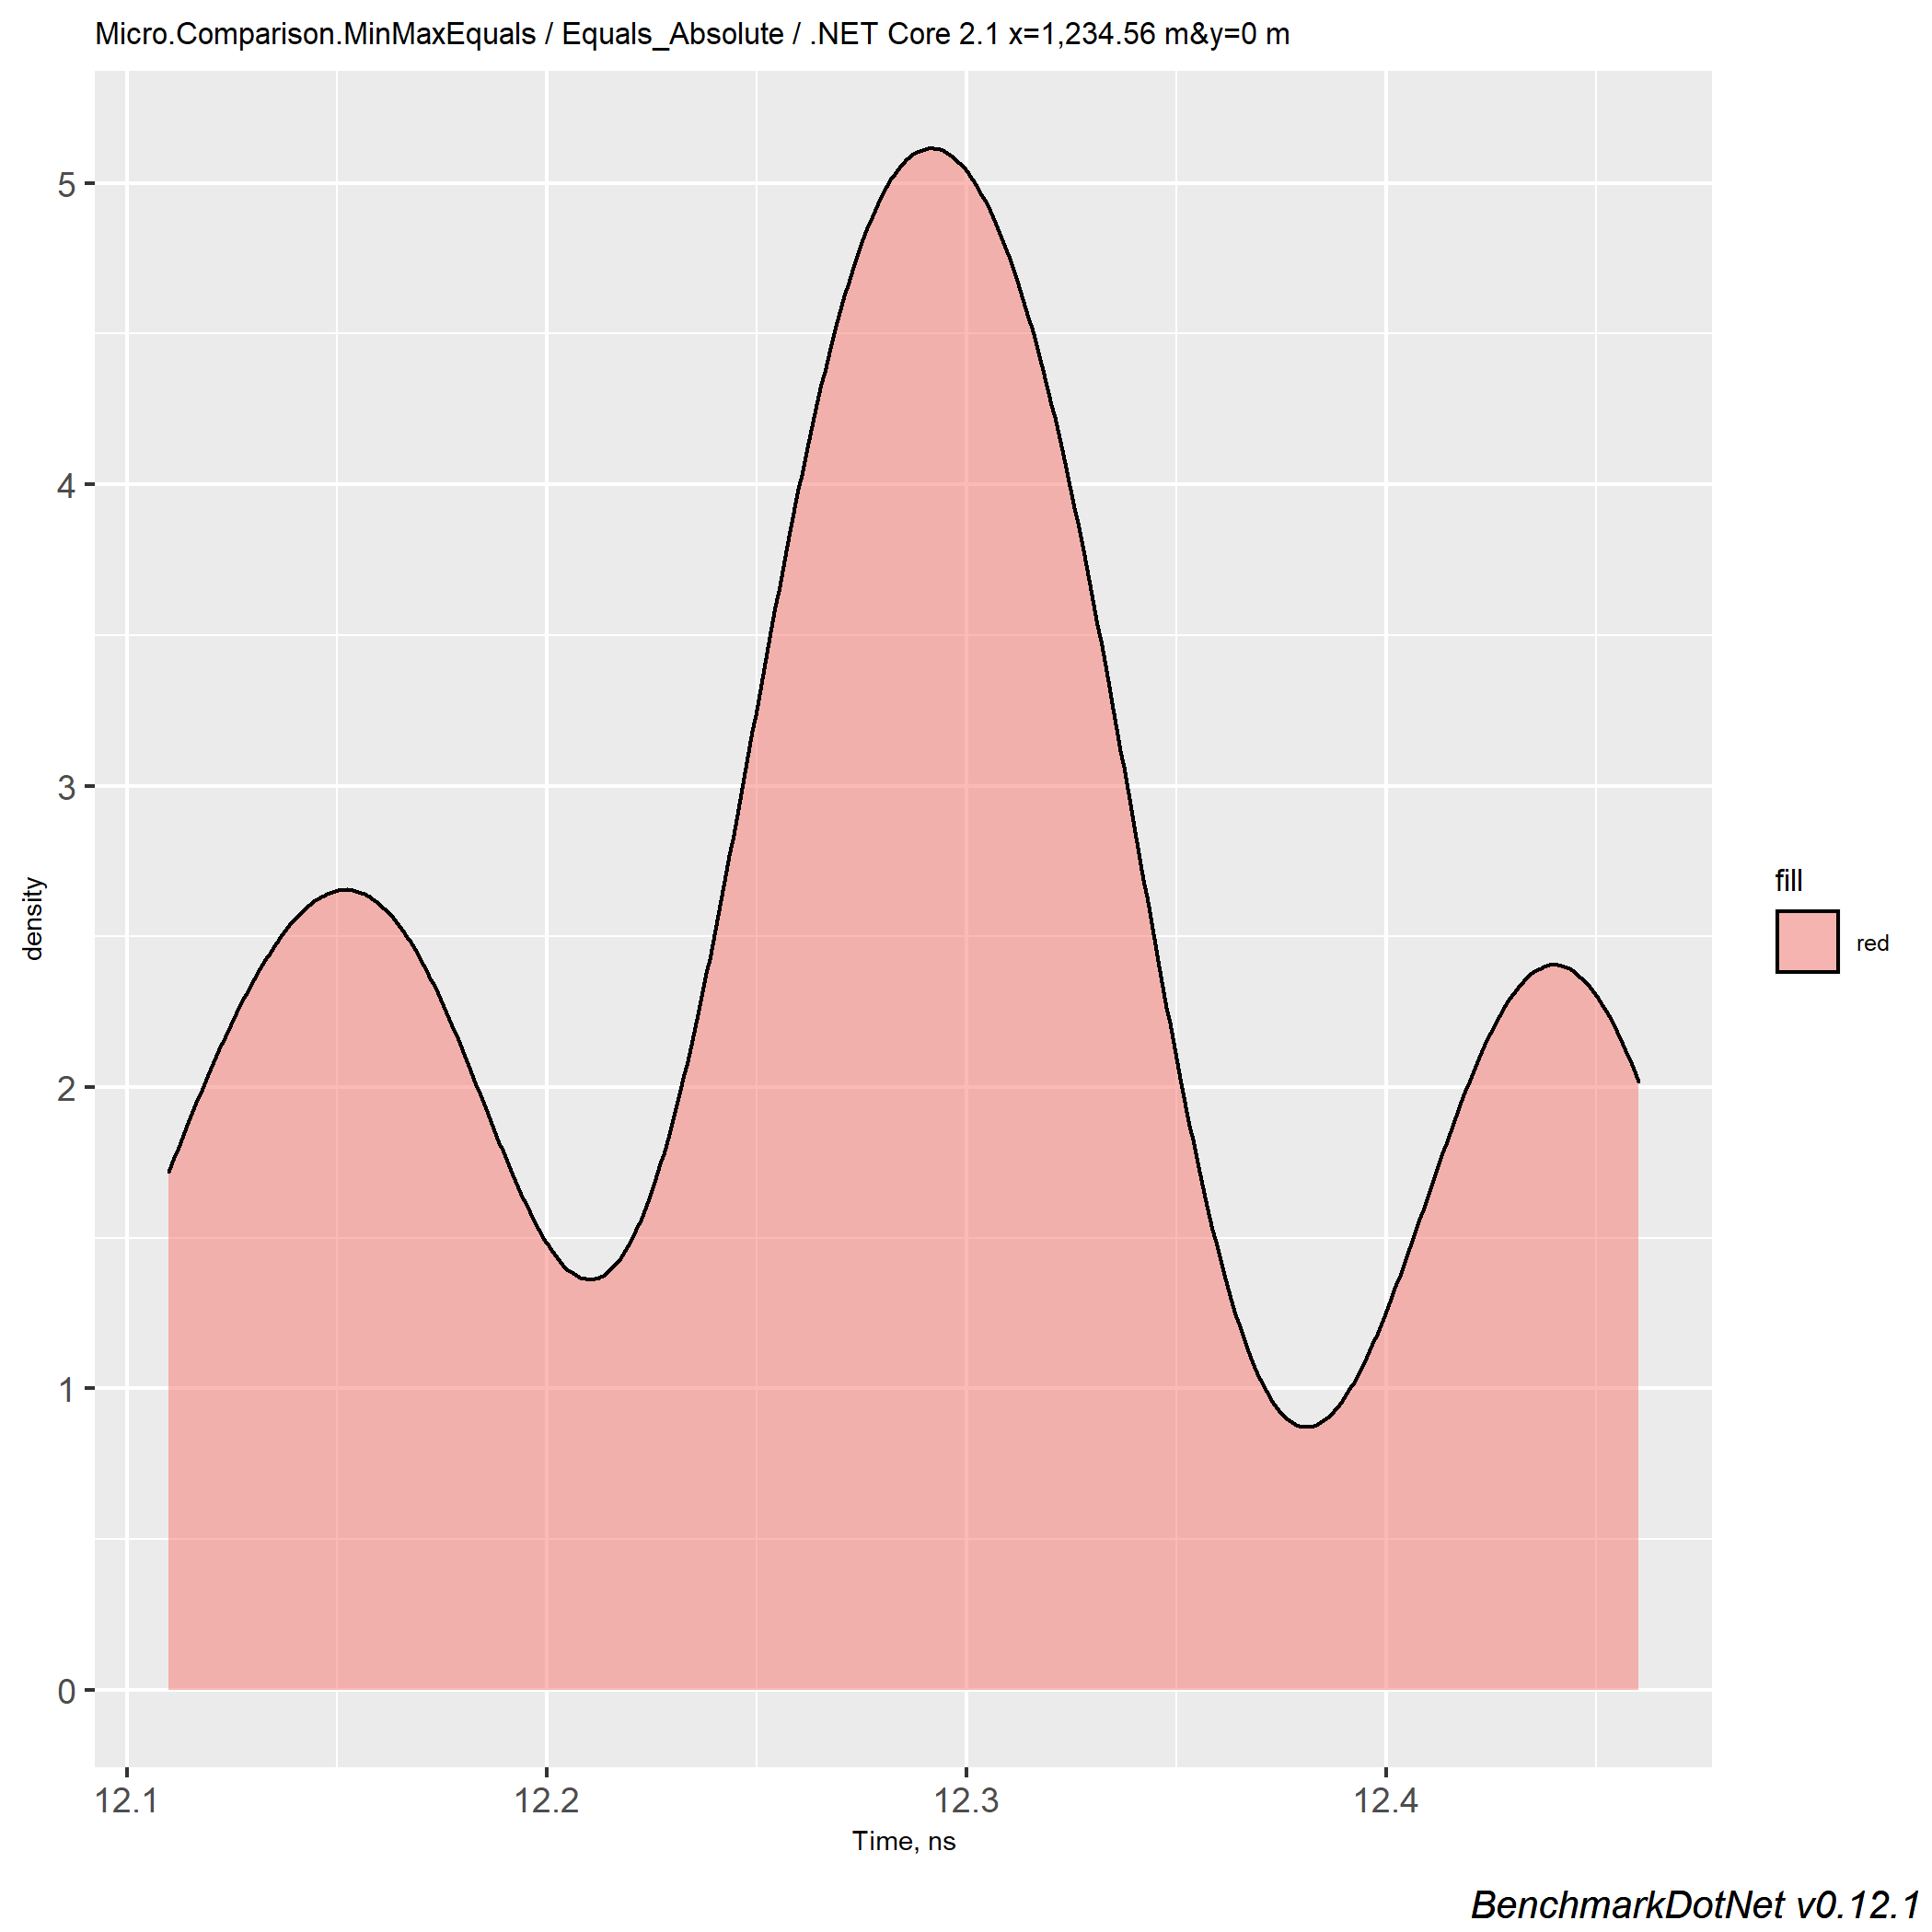 Micro.Comparison.MinMaxEquals / Equals_Absolute / .NET Core 2.1 x=1,234.56 m&y=0 m
5
4
3
2
1
0
density
12.1 12.2 12.3 12.4
Time, ns
fill
red
BenchmarkDotNet v0.12.1